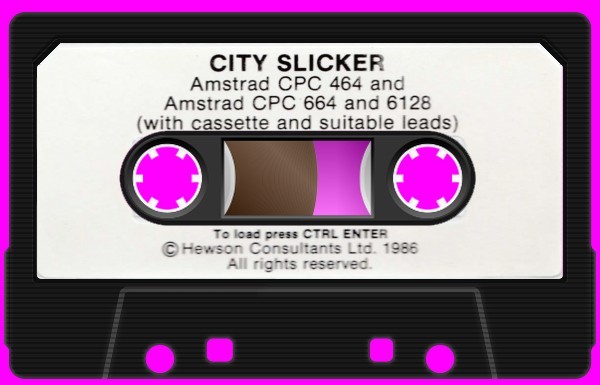 CITY SLICKER
Amstrad CPC 464 and
Amstrad CPC 664 and 6128
(with cassette and suitable leads)
To load press CTRL ENTER
©Hewson Consultants Ltd. 1986
All rights reserved.